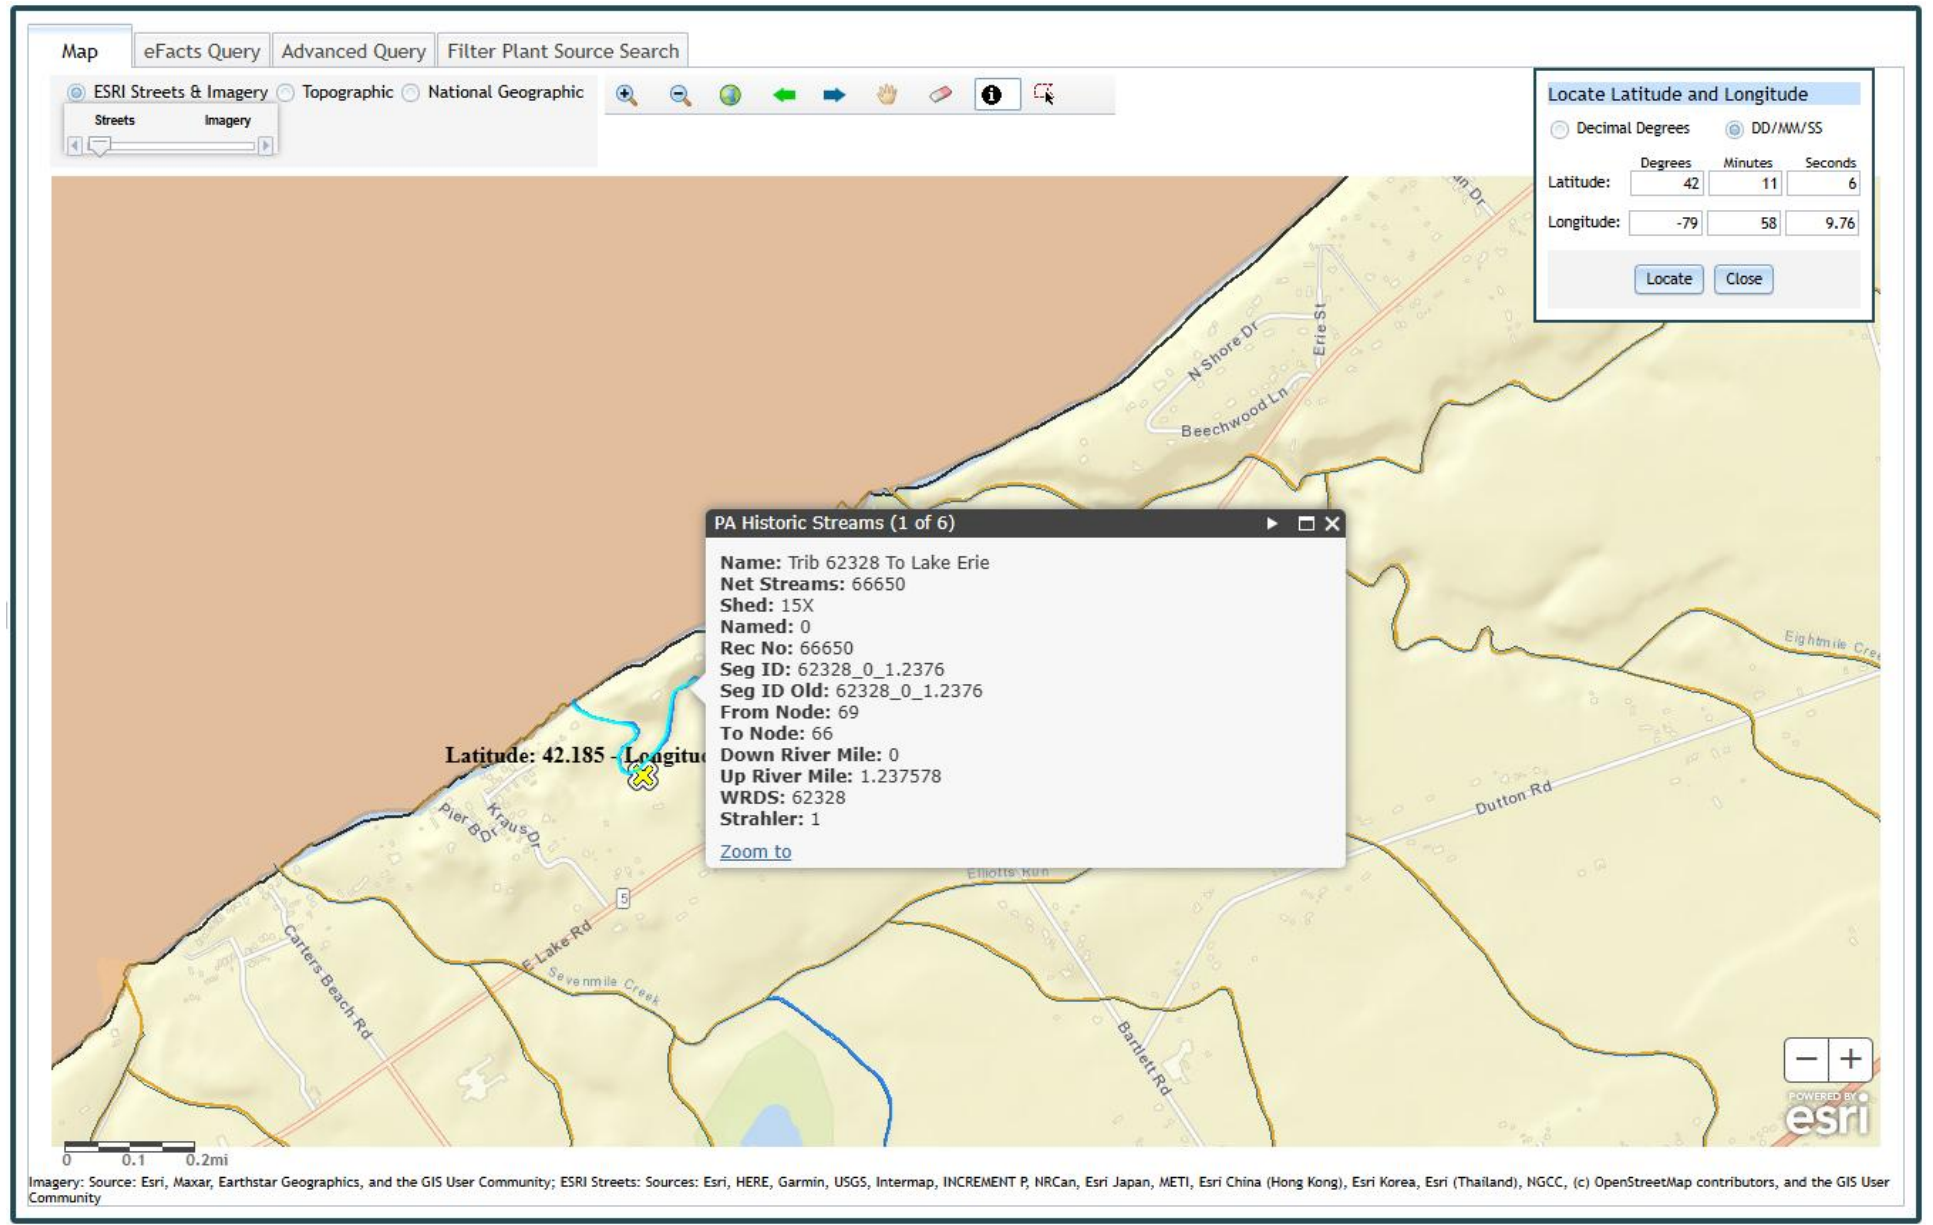 Map eFacts Query Advanced Query Filter Plant Source Search
ESRI Streets & Imagery Topographic National Geographic
Streets Imagery
Locate Latitude and Longitude
Decimal Degrees DD/MM/SS
Degrees Minutes Seconds
Latitude: 42 11 6
Longitude: -79 58 9.76
Locate Close
N Shore Dr
Erie St
Beechwood Ln
PA Historic Streams (1 of 6)
Name: Trib 62328 To Lake Erie
Net Streams: 66650
Shed: 15X
Named: 0
Rec No: 66650
Seg ID: 62328_0_1.2376
Seg ID Old: 62328_0_1.2376
From Node: 69
To Node: 66
Down River Mile: 0
Up River Mile: 1.237578
WRDS: 62328
Strahler: 1
Zoom to
Latitude: 42.185 - Longitu
Eightmile Cree
Dutton Rd
Pier B Dr
Kraus Dr
Elliotts Run
5
E Lake Rd
Carters Beach Rd
Sevenmile Creek
Bartlett Rd
POWERED BY
esri
0 0.1 0.2mi
Imagery: Source: Esri, Maxar, Earthstar Geographics, and the GIS User Community; ESRI Streets: Sources: Esri, HERE, Garmin, USGS, Intermap, INCREMENT P, NRCan, Esri Japan, METI, Esri China (Hong Kong), Esri Korea, Esri (Thailand), NGCC, (c) OpenStreetMap contributors, and the GIS User
Community